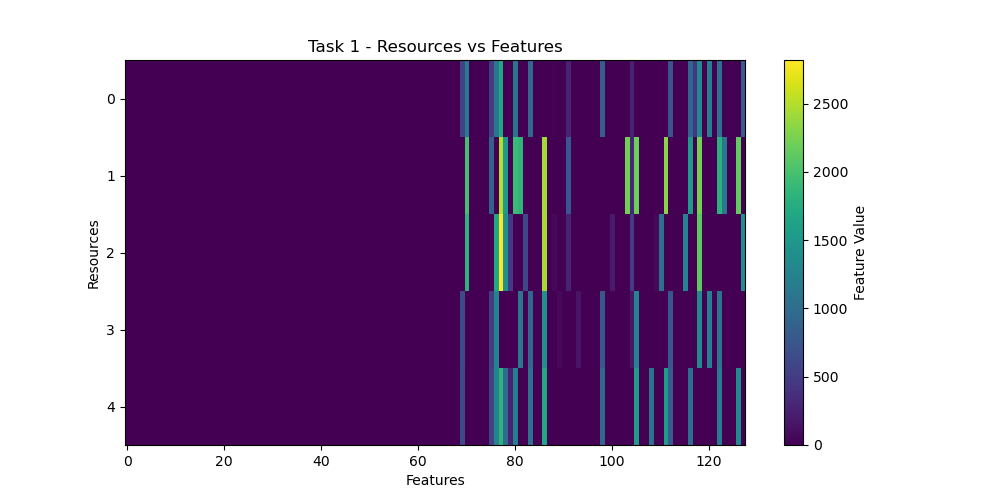 Task 1 - Resources vs Features
Resources
0
1
2
3
4
0 20 40 60 80 100 120
Features
2500
2000
1500
1000
500
0
Feature Value